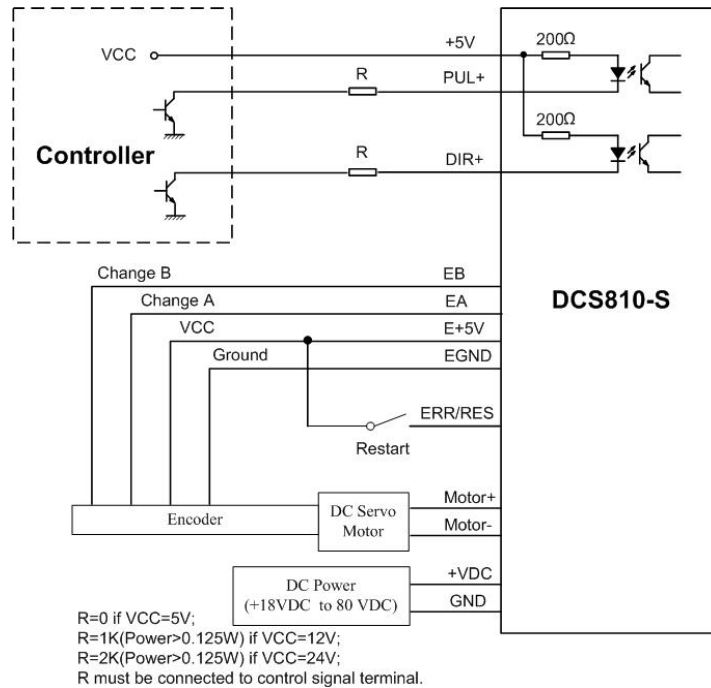 VCC
+5V
200Ω
R
PUL+
200Ω
Controller
R
DIR+
Change B
EB
DCS810-S
Change A
EA
VCC
E+5V
Ground
EGND
ERR/RES
Restart
Encoder
DC Servo
Motor
Motor+
Motor-
DC Power
(+18VDC to 80 VDC)
+VDC
GND
R=0 if VCC=5V;
R=1K(Power>0.125W) if VCC=12V;
R=2K(Power>0.125W) if VCC=24V;
R must be connected to control signal terminal.